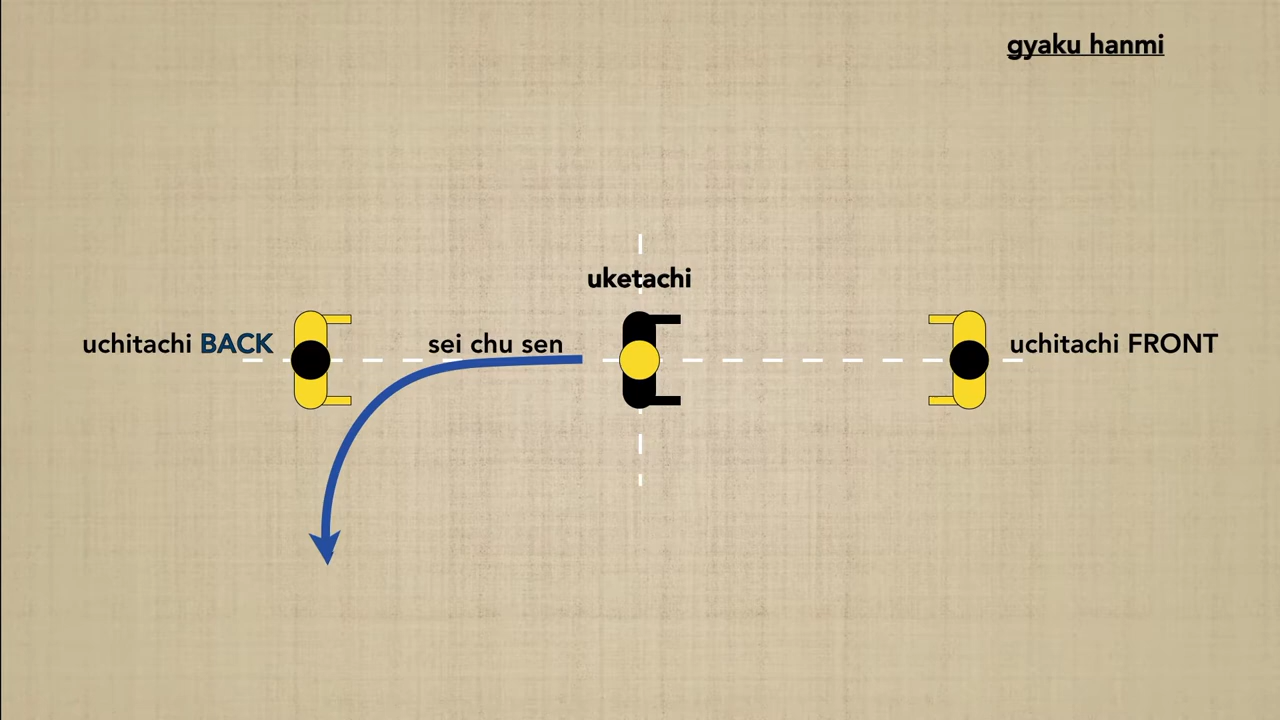 gyaku hanmi
uketachi
uchitachi BACK
sei chu sen
uchitachi FRONT